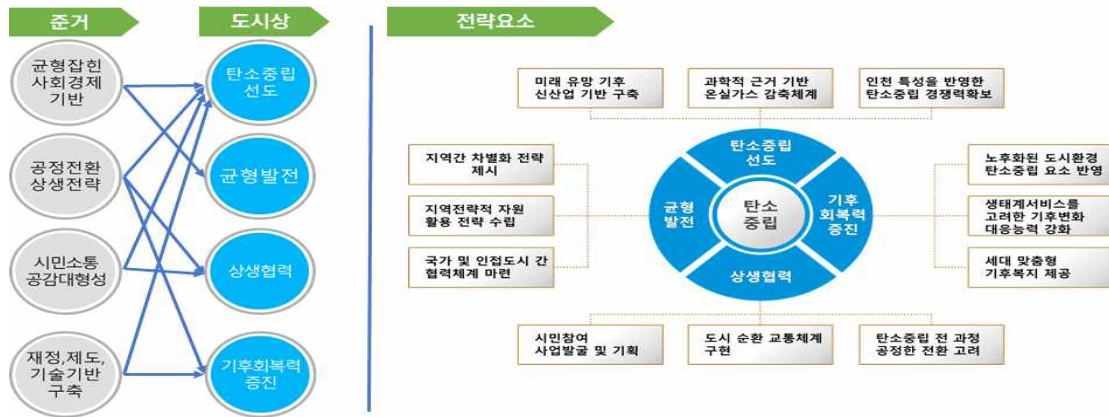 준거
도시상
전략요소
균형잡힌
사회경제
기반
탄소중립
선도
공정전환
상생전략
균형발전
시민소통
공감대형성
상생협력
재정,제도,
기술기반
구축
기후회복력
증진
미래 유망 기후
신산업 기반 구축
과학적 근거 기반
온실가스 감축체계
인천 특성을 반영한
탄소중립 경쟁력확보
지역간 차별화 전략
제시
지역전략적 자원
활용 전략 수립
국가 및 인접도시 간
협력체계 마련
탄소중립
선도
균형
발전
탄소
중립
기후
회복력
증진
상생협력
노후화된 도시환경
탄소중립 요소 반영
생태계서비스를
고려한 기후변화
대응능력 강화
세대 맞춤형
기후복지 제공
시민참여
사업발굴 및 기획
도시 순환 교통체계
구현
탄소중립 전 과정
공정한 전환 고려